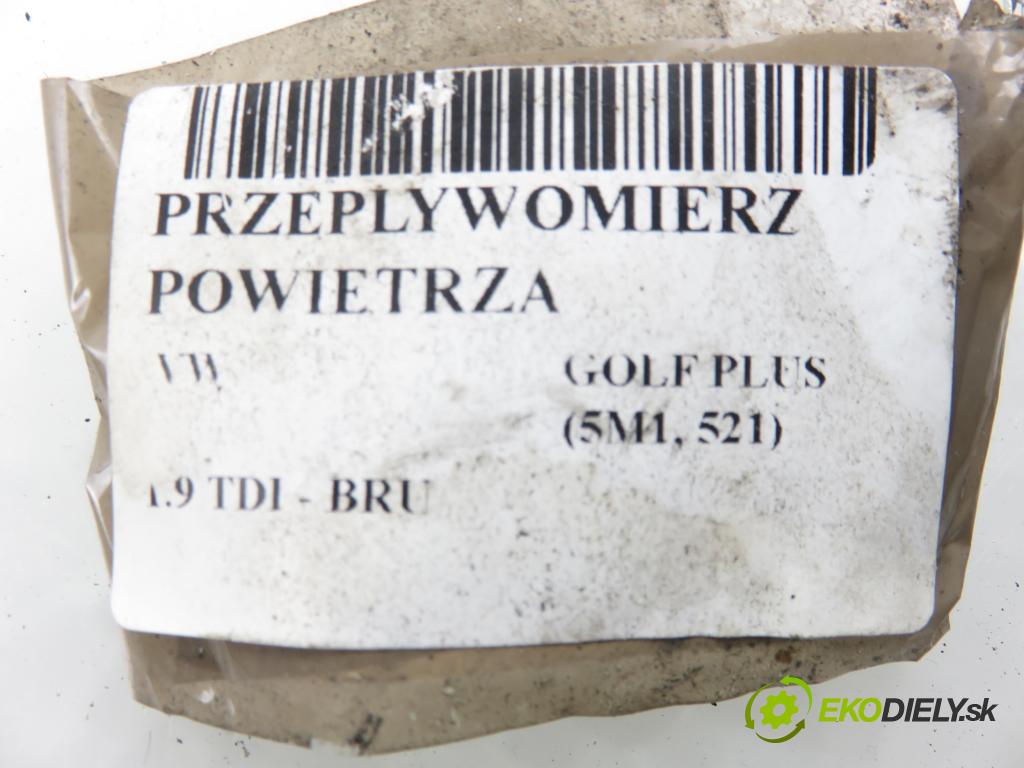 PRZEPLYWOMIERZ
POWIETRZA
VW GOLF PLUS
(5M1, 521)
1.9 TDI - BRU
EKODIELY.sk